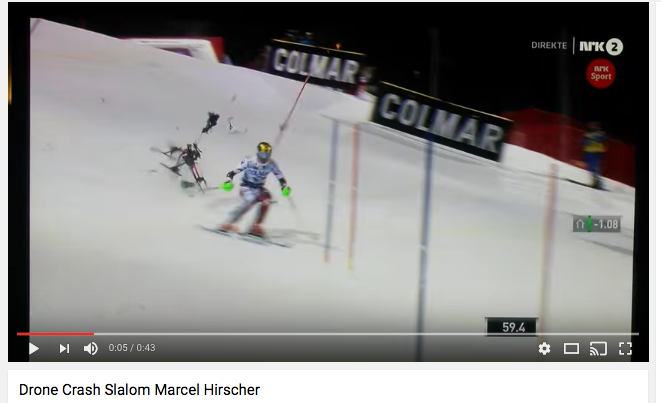 COLMAR
DIREKTE NRK 2
NRK
Sport
COLMAR
-1.08
59.4
0:05 / 0:43
Drone Crash Slalom Marcel Hirscher